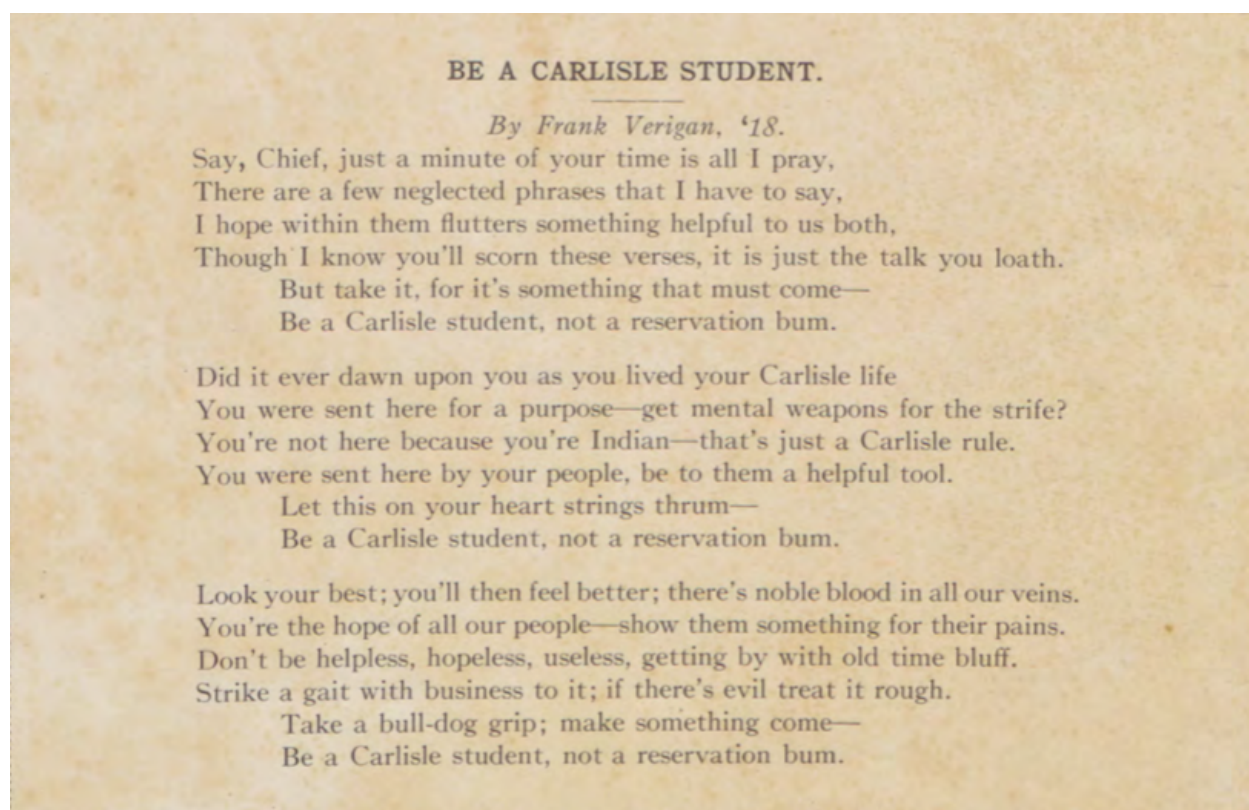 BE A CARLISLE STUDENT.
By Frank Verigan, '18.
Say, Chief, just a minute of your time is all I pray,
There are a few neglected phrases that I have to say,
I hope within them flutters something helpful to us both,
Though I know you'll scorn these verses, it is just the talk you loath.
But take it, for it's something that must come—
Be a Carlisle student, not a reservation bum.
Did it ever dawn upon you as you lived your Carlisle life
You were sent here for a purpose—get mental weapons for the strife?
You're not here because you're Indian—that's just a Carlisle rule.
You were sent here by your people, be to them a helpful tool.
Let this on your heart strings thrum—
Be a Carlisle student, not a reservation bum.
Look your best; you'll then feel better; there's noble blood in all our veins.
You're the hope of all our people—show them something for their pains.
Don't be helpless, hopeless, useless, getting by with old time bluff.
Strike a gait with business to it; if there's evil treat it rough.
Take a bull-dog grip; make something come—
Be a Carlisle student, not a reservation bum.